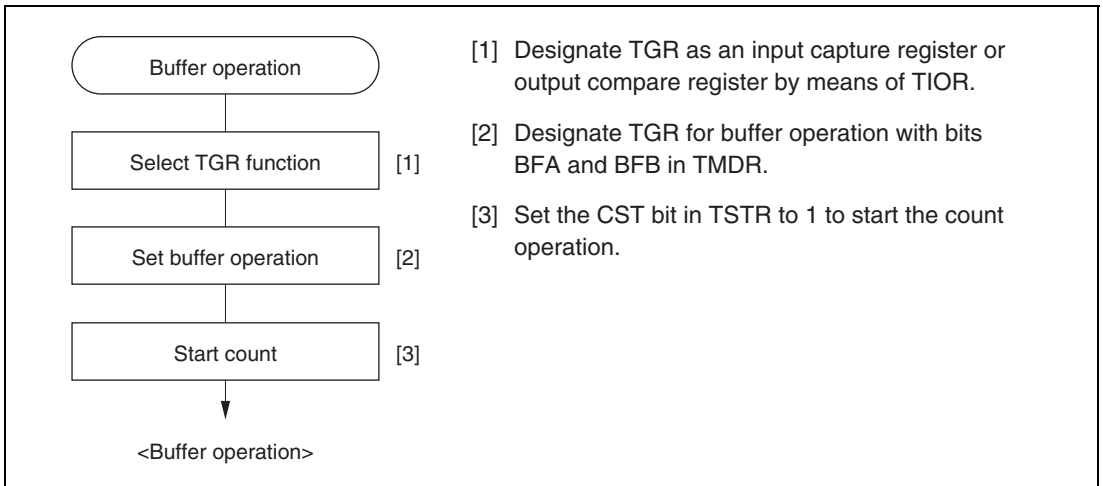 Buffer operation
Select TGR function
[1]
Set buffer operation
[2]
Start count
[3]
<Buffer operation>
[1] Designate TGR as an input capture register or
output compare register by means of TIOR.
[2] Designate TGR for buffer operation with bits
BFA and BFB in TMDR.
[3] Set the CST bit in TSTR to 1 to start the count
operation.